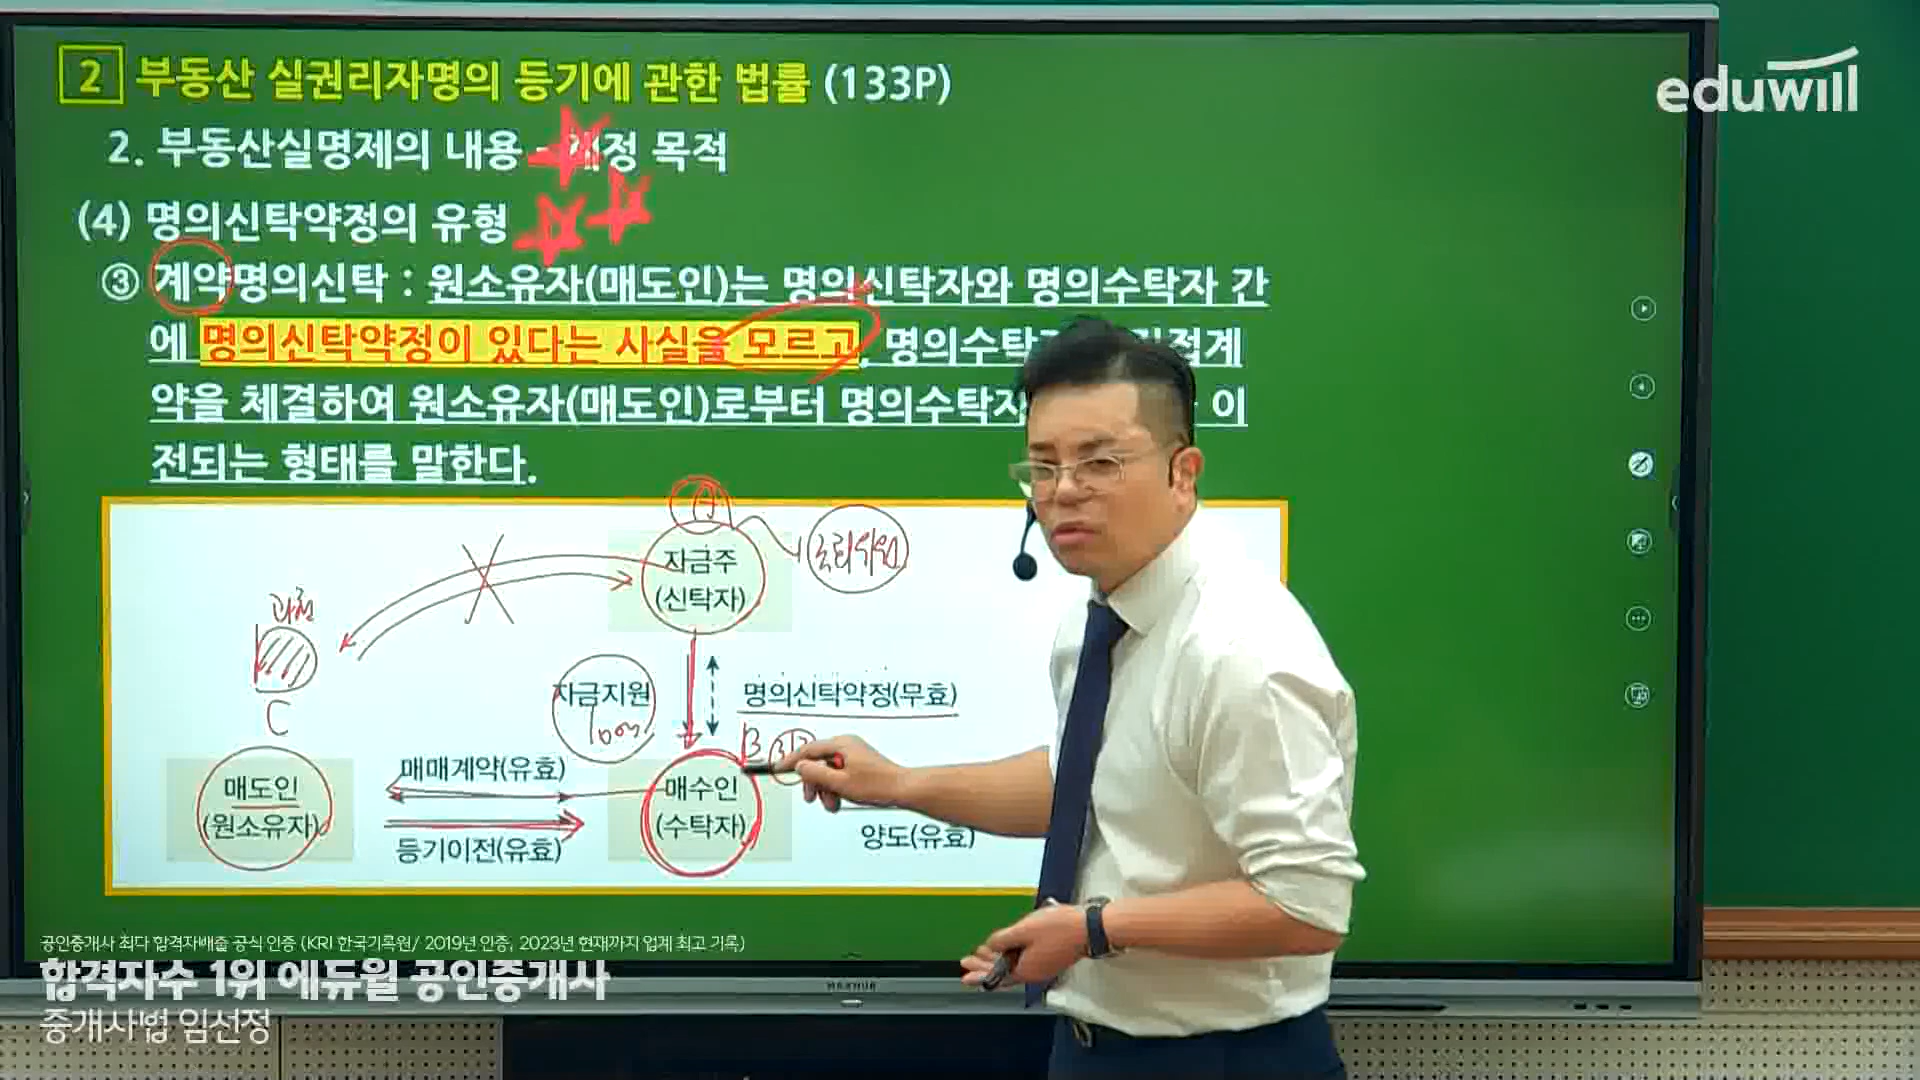 2 부동산 실권리자명의 등기에 관한 법률 (133P)
eduwill
2. 부동산실명제의 내용 - 정 목적
(4) 명의신탁약정의 유형
③ 계약명의신탁 : 원소유자(매도인)는 명의신탁자와 명의수탁자 간
에 명의신탁약정이 있다는 사실을 모르고, 명의수탁 접계
약을 체결하여 원소유자(매도인)로부터 명의수탁자 이
전되는 형태를 말한다.
A
자금주
(신탁자)
과천
C
자금지원
명의신탁약정(무효)
B
매도인
(원소유자)
매매계약(유효)
등기이전(유효)
매수인
(수탁자)
양도(유효)
공인중개사 최다 합격자배출 공식 인증 (KRI 한국기록원/ 2019년 인증, 2023년 현재까지 업계 최고 기록)
합격자수 1위 에듀윌 공인중개사
중개사법 임선정
MAXHUB